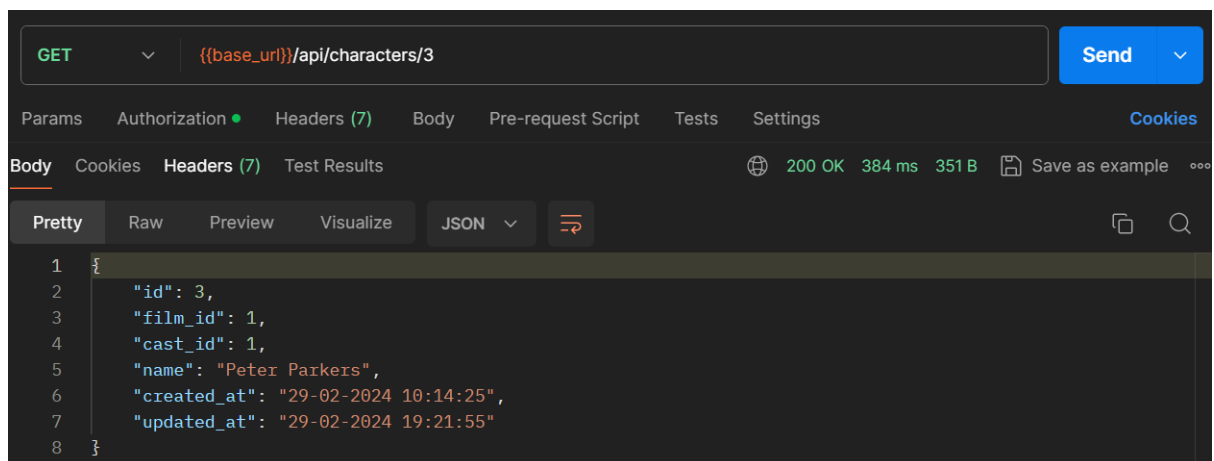 GET {{base_url}}/api/characters/3 Send
Params Authorization Headers (7) Body Pre-request Script Tests Settings Cookies
Body Cookies Headers (7) Test Results 200 OK 384 ms 351 B Save as example
Pretty Raw Preview Visualize JSON
1 {
2 "id": 3,
3 "film_id": 1,
4 "cast_id": 1,
5 "name": "Peter Parkers",
6 "created_at": "29-02-2024 10:14:25",
7 "updated_at": "29-02-2024 19:21:55"
8 }